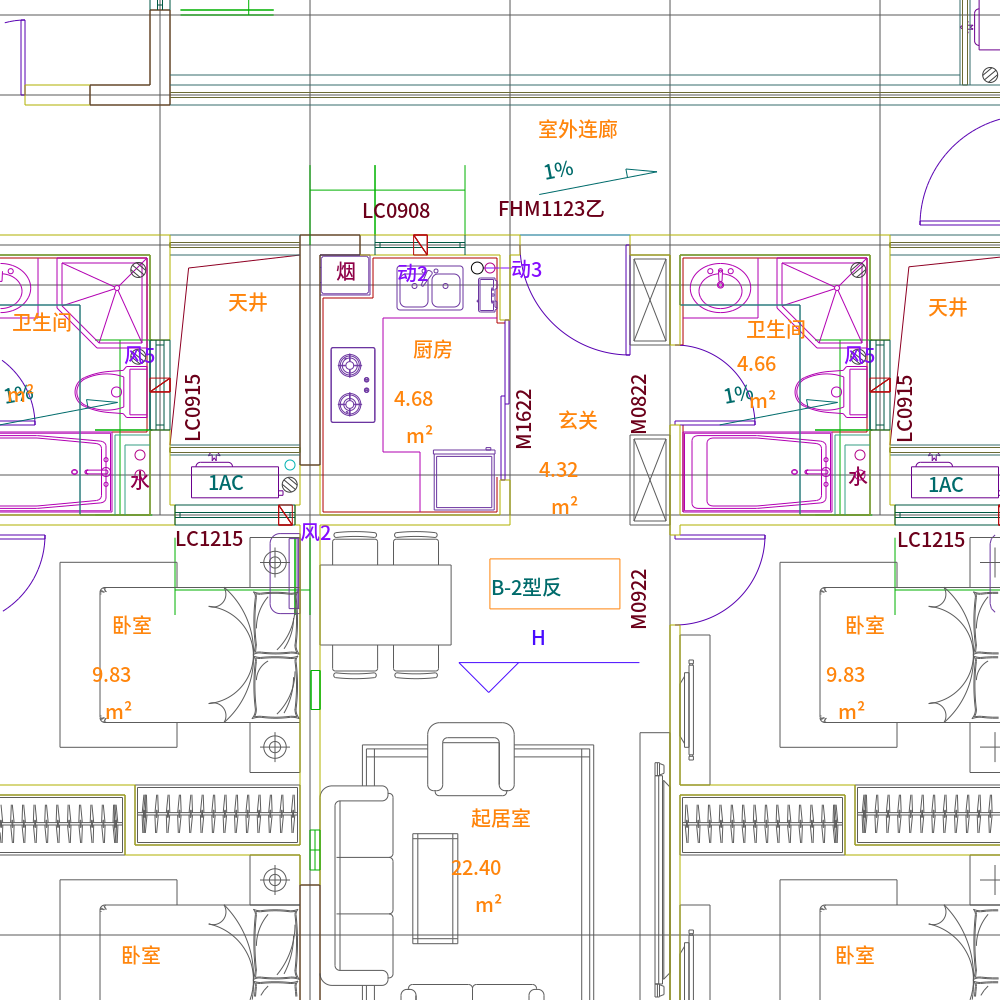 室外连廊
1%
LC0908
FHM1123乙
烟
动2
动3
天井
天井
卫生间
卫生间
厨房
风5
风5
4.66
m²
1%
1%
m²
4.68
m²
LC0915
M1622
M0822
LC0915
玄关
4.32
m²
水
水
1AC
1AC
LC1215
风2
LC1215
B-2型反
M0922
卧室
9.83
m²
H
卧室
9.83
m²
起居室
22.40
m²
卧室
卧室